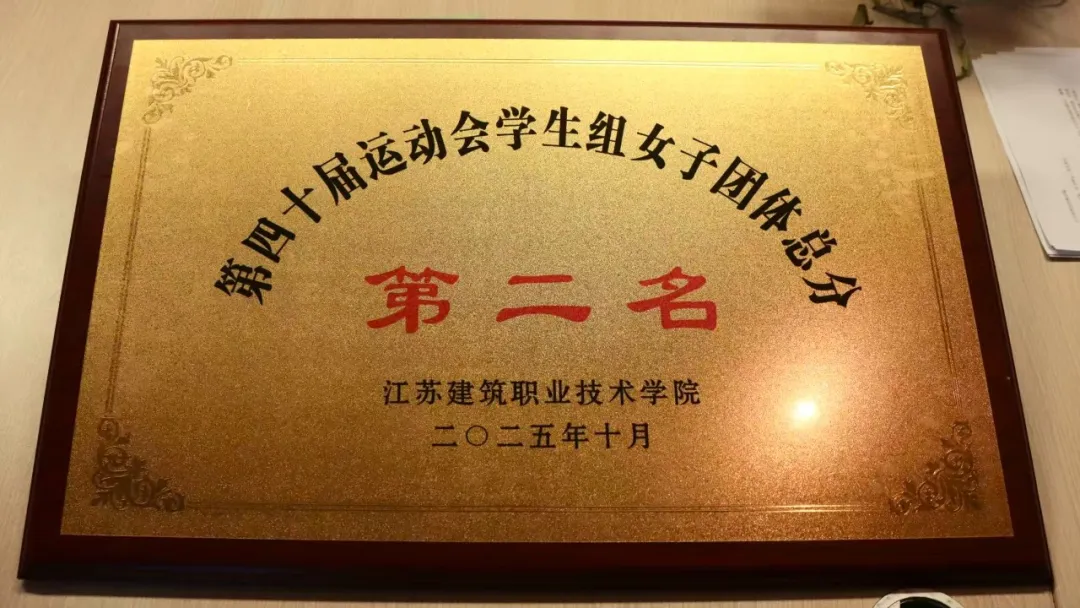 第四十届运动会学生组女子团体总分
第二名
江苏建筑职业技术学院
二〇二五年十月